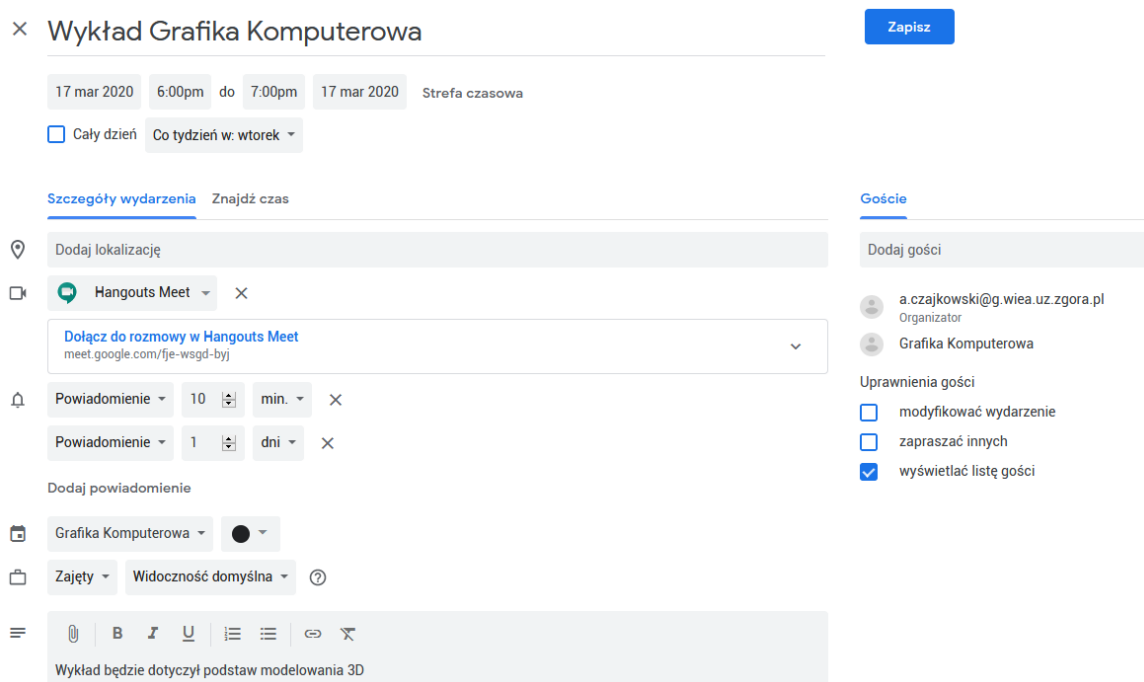 Wykład Grafika Komputerowa
Zapisz
17 mar 2020 6:00pm do 7:00pm 17 mar 2020 Strefa czasowa
Cały dzień Co tydzień w: wtorek
Szczegóły wydarzenia Znajdź czas
Goście
Dodaj lokalizację
Dodaj gości
Hangouts Meet
Dołącz do rozmowy w Hangouts Meet
meet.google.com/fje-wsgd-byj
a.czajkowski@g.wiea.uz.zgora.pl
Organizator
Grafika Komputerowa
Uprawnienia gości
modyfikować wydarzenie
zapraszać innych
wyświetlać listę gości
Powiadomienie 10 min.
Powiadomienie 1 dni
Dodaj powiadomienie
Grafika Komputerowa
Zajęty Widoczność domyślna
B I U
Wykład będzie dotyczył podstaw modelowania 3D